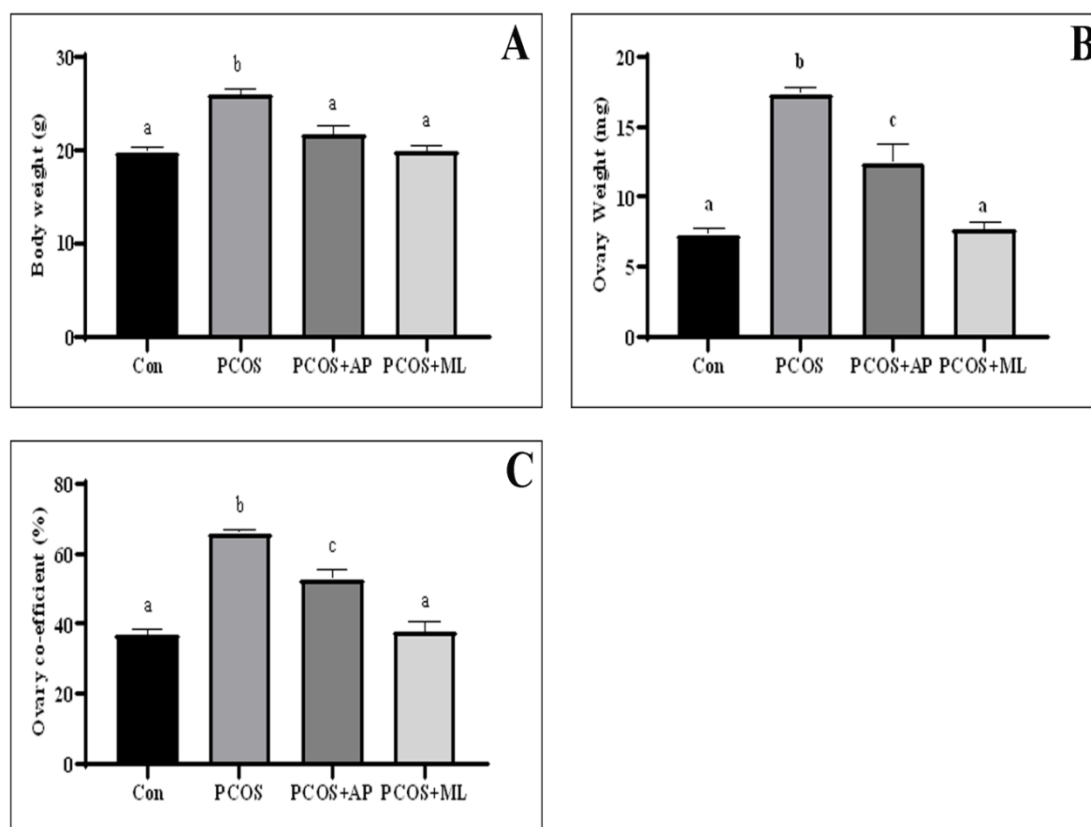 A
Body weight (g)
30
20
10
0
a
b
a
a
Con PCOS PCOS+AP PCOS+ML
B
Ovary Weight (mg)
20
15
10
5
0
a
b
c
a
Con PCOS PCOS+AP PCOS+ML
C
Ovary co-efficient (%)
80
60
40
20
0
a
b
c
a
Con PCOS PCOS+AP PCOS+ML